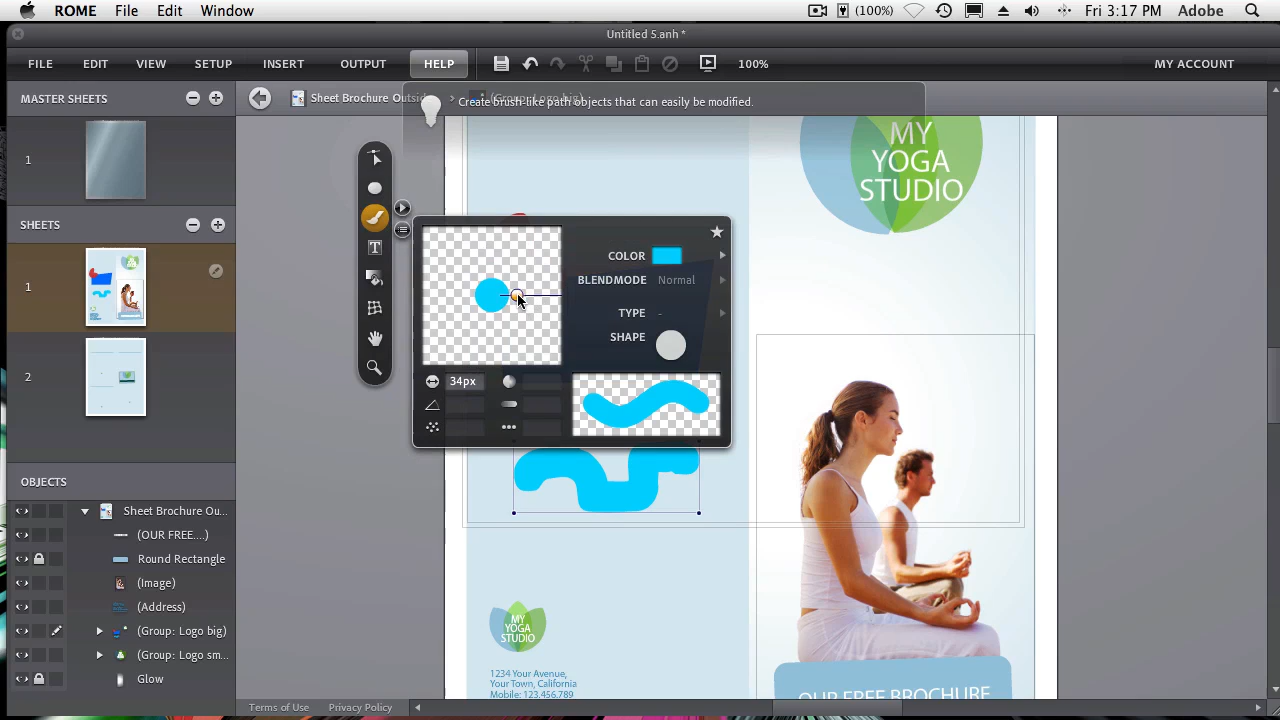 ROME File Edit Window (100%) Fri 3:17 PM Adobe
Untitled 5.anh *
FILE EDIT VIEW SETUP INSERT OUTPUT HELP 100% MY ACCOUNT
MASTER SHEETS
Sheet Brochure Outsid > (Group: Logo big)
Create brush-like path objects that can easily be modified.
1
MY
YOGA
STUDIO
SHEETS
1
2
COLOR
BLENDMODE Normal
TYPE -
SHAPE
34px
OBJECTS
Sheet Brochure Ou...
(OUR FREE....)
Round Rectangle
(Image)
(Address)
(Group: Logo big)
(Group: Logo sm...
Glow
MY
YOGA
STUDIO
1234 Your Avenue,
Your Town, California
Mobile: 123.456.789
OUR FREE BROCHURE
Terms of Use Privacy Policy